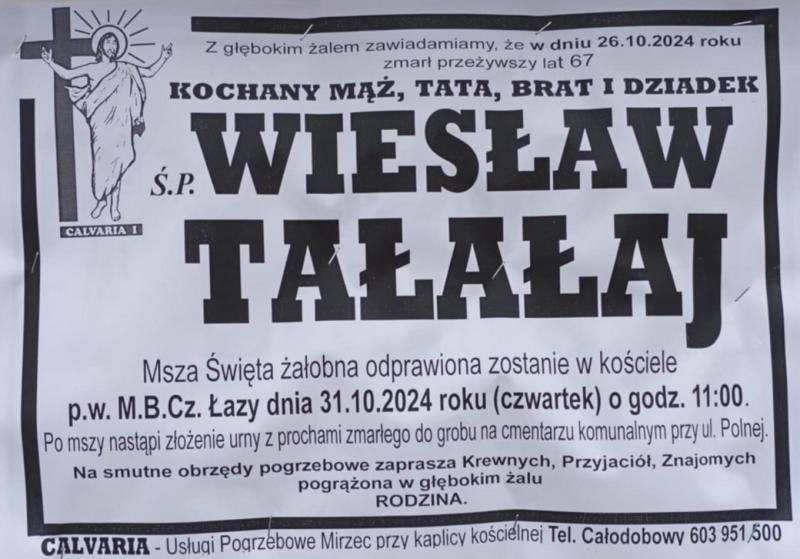 Z głębokim żalem zawiadamiamy, że w dniu 26.10.2024 roku
zmarł przeżywszy lat 67
KOCHANY MĄŻ, TATA, BRAT I DZIADEK
Ś.P. WIESŁAW
TAŁAŁAJ
CALVARIA I
Msza Święta żałobna odprawiona zostanie w kościele
p.w. M.B.Cz. Łazy dnia 31.10.2024 roku (czwartek) o godz. 11:00.
Po mszy nastąpi złożenie urny z prochami zmarłego do grobu na cmentarzu komunalnym przy ul. Polnej.
Na smutne obrzędy pogrzebowe zaprasza Krewnych, Przyjaciół, Znajomych
pogrążona w głębokim żalu
RODZINA.
CALVARIA - Usługi Pogrzebowe Mirzec przy kaplicy kościelnej Tel. Całodobowy 603 951 500